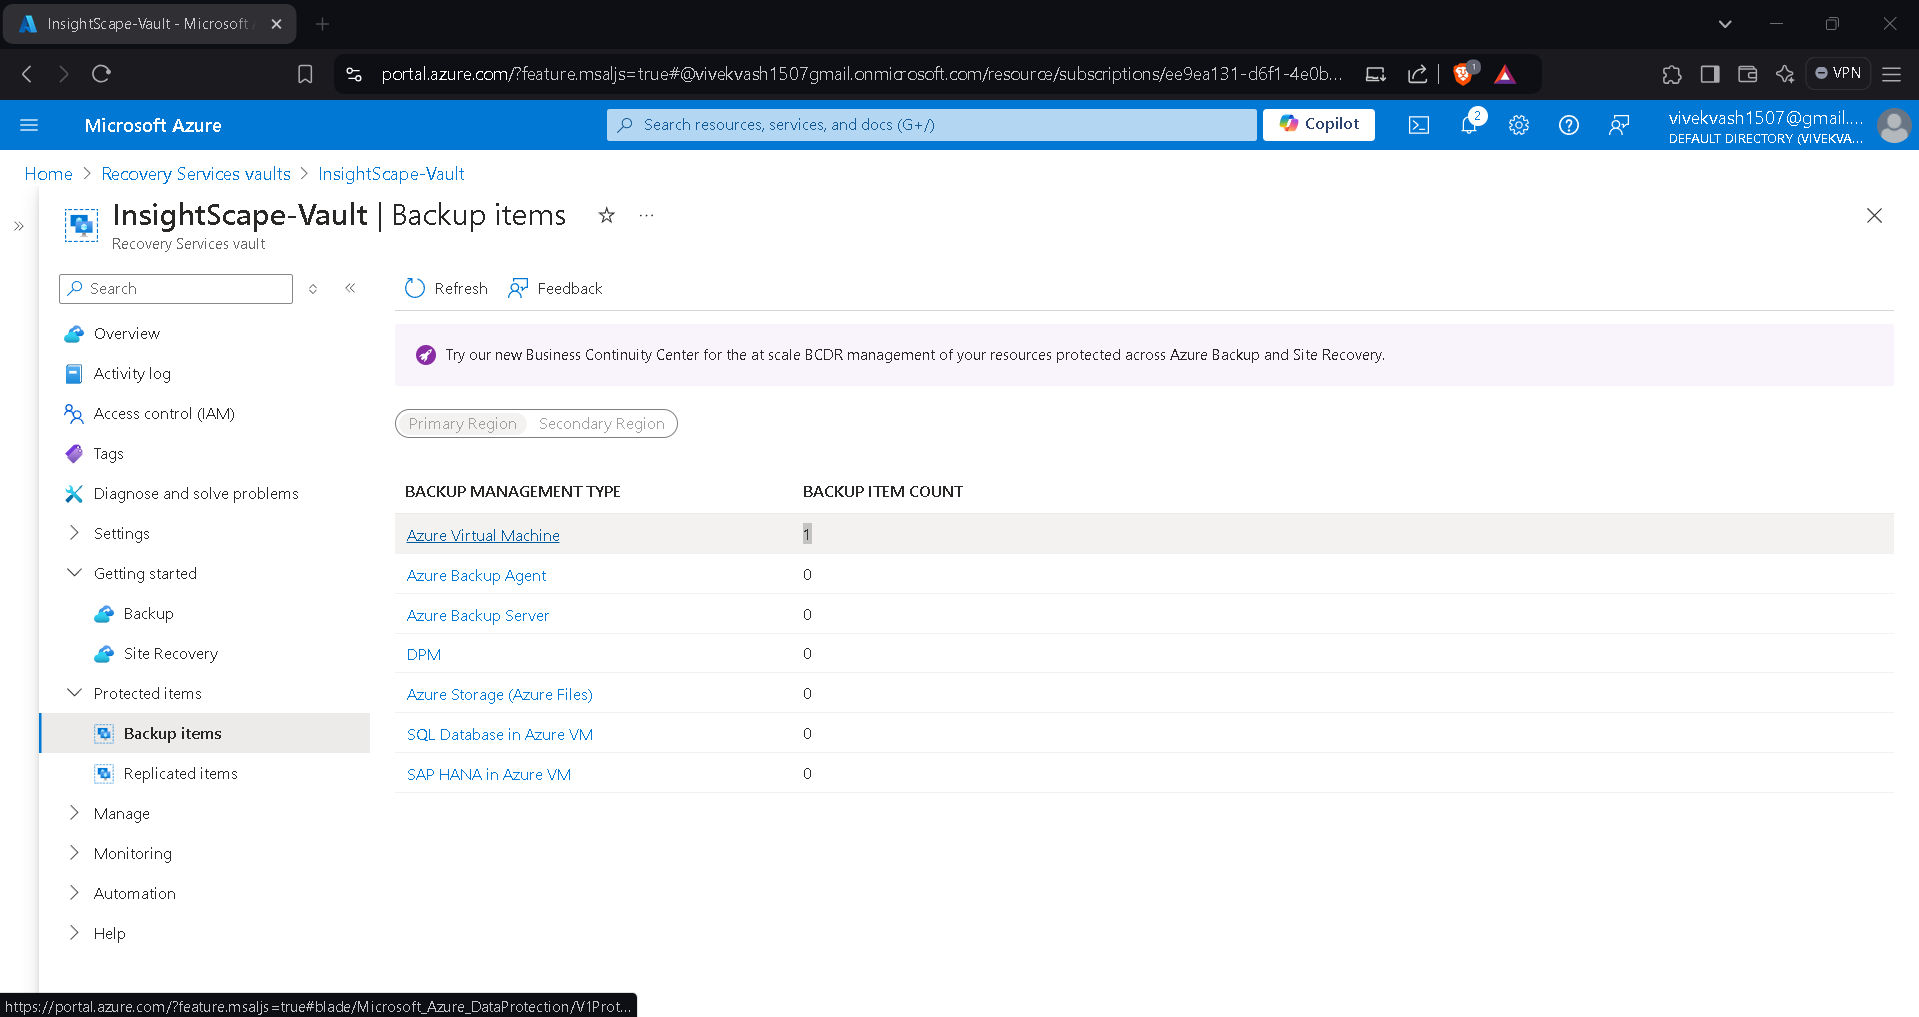 InsightScape-Vault - Microsoft
portal.azure.com/?feature.msaljs=true#@vivekvash1507gmail.onmicrosoft.com/resource/subscriptions/ee9ea131-d6f1-4e0b...
1
VPN
Microsoft Azure
Search resources, services, and docs (G+/)
Copilot
2
vivekvash1507@gmail....
DEFAULT DIRECTORY (VIVEKVA...
Home > Recovery Services vaults > InsightScape-Vault
InsightScape-Vault | Backup items
Recovery Services vault
Search
Refresh
Feedback
Overview
Activity log
Access control (IAM)
Tags
Diagnose and solve problems
Settings
Getting started
Backup
Site Recovery
Protected items
Backup items
Replicated items
Manage
Monitoring
Automation
Help
Try our new Business Continuity Center for the at scale BCDR management of your resources protected across Azure Backup and Site Recovery.
Primary Region Secondary Region
BACKUP MANAGEMENT TYPE BACKUP ITEM COUNT
Azure Virtual Machine 1
Azure Backup Agent 0
Azure Backup Server 0
DPM 0
Azure Storage (Azure Files) 0
SQL Database in Azure VM 0
SAP HANA in Azure VM 0
https://portal.azure.com/?feature.msaljs=true#blade/Microsoft_Azure_DataProtection/V1Prot...